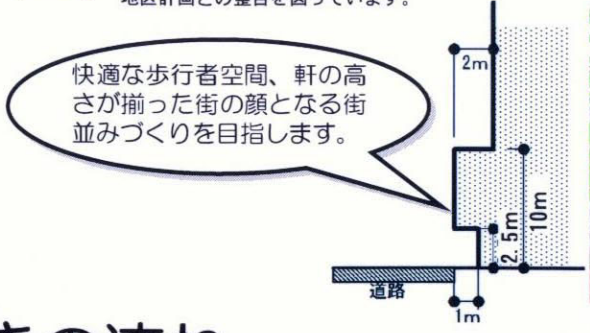 地区計画との整合を図っています。
快適な歩行者空間、軒の高
さが揃った街の顔となる街
並みづくりを目指します。
2m
10m
2.5m
道路
1m
の流れ